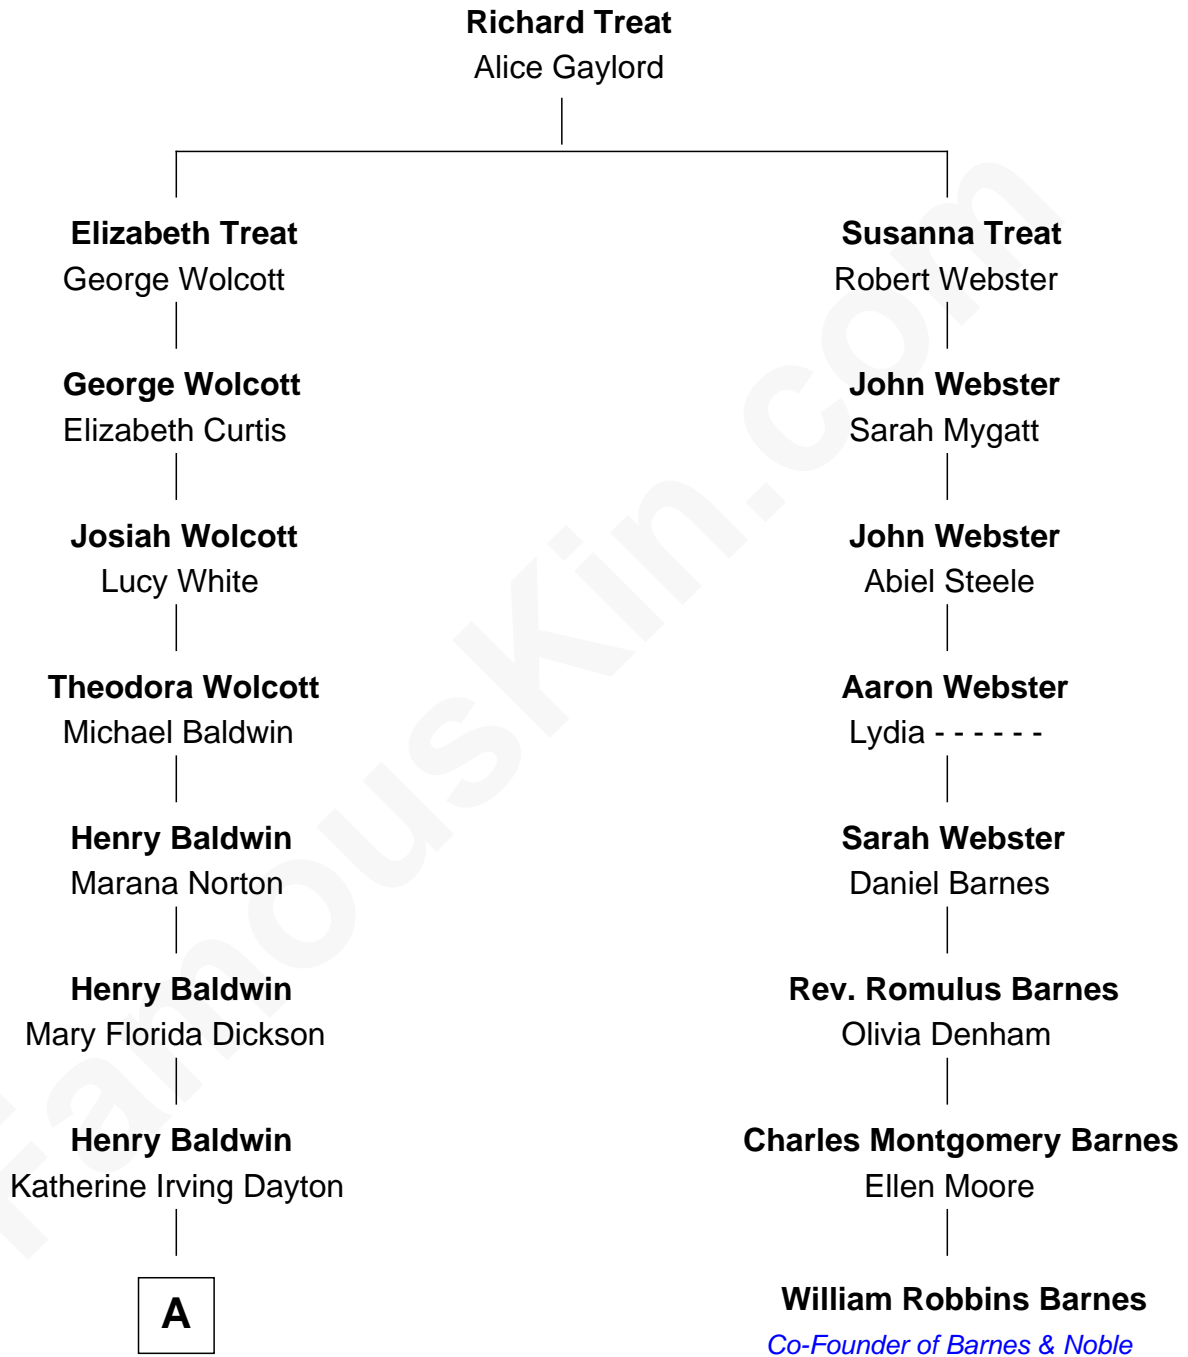 Richard Treat
Alice Gaylord
Elizabeth Treat
George Wolcott
Susanna Treat
Robert Webster
George Wolcott
Elizabeth Curtis
John Webster
Sarah Mygatt
Josiah Wolcott
Lucy White
John Webster
Abiel Steele
Theodora Wolcott
Michael Baldwin
Aaron Webster
Lydia - - - - - -
Henry Baldwin
Marana Norton
Sarah Webster
Daniel Barnes
Henry Baldwin
Mary Florida Dickson
Rev. Romulus Barnes
Olivia Denham
Henry Baldwin
Katherine Irving Dayton
Charles Montgomery Barnes
Ellen Moore
A
William Robbins Barnes
Co-Founder of Barnes & Noble
FamousKin.com